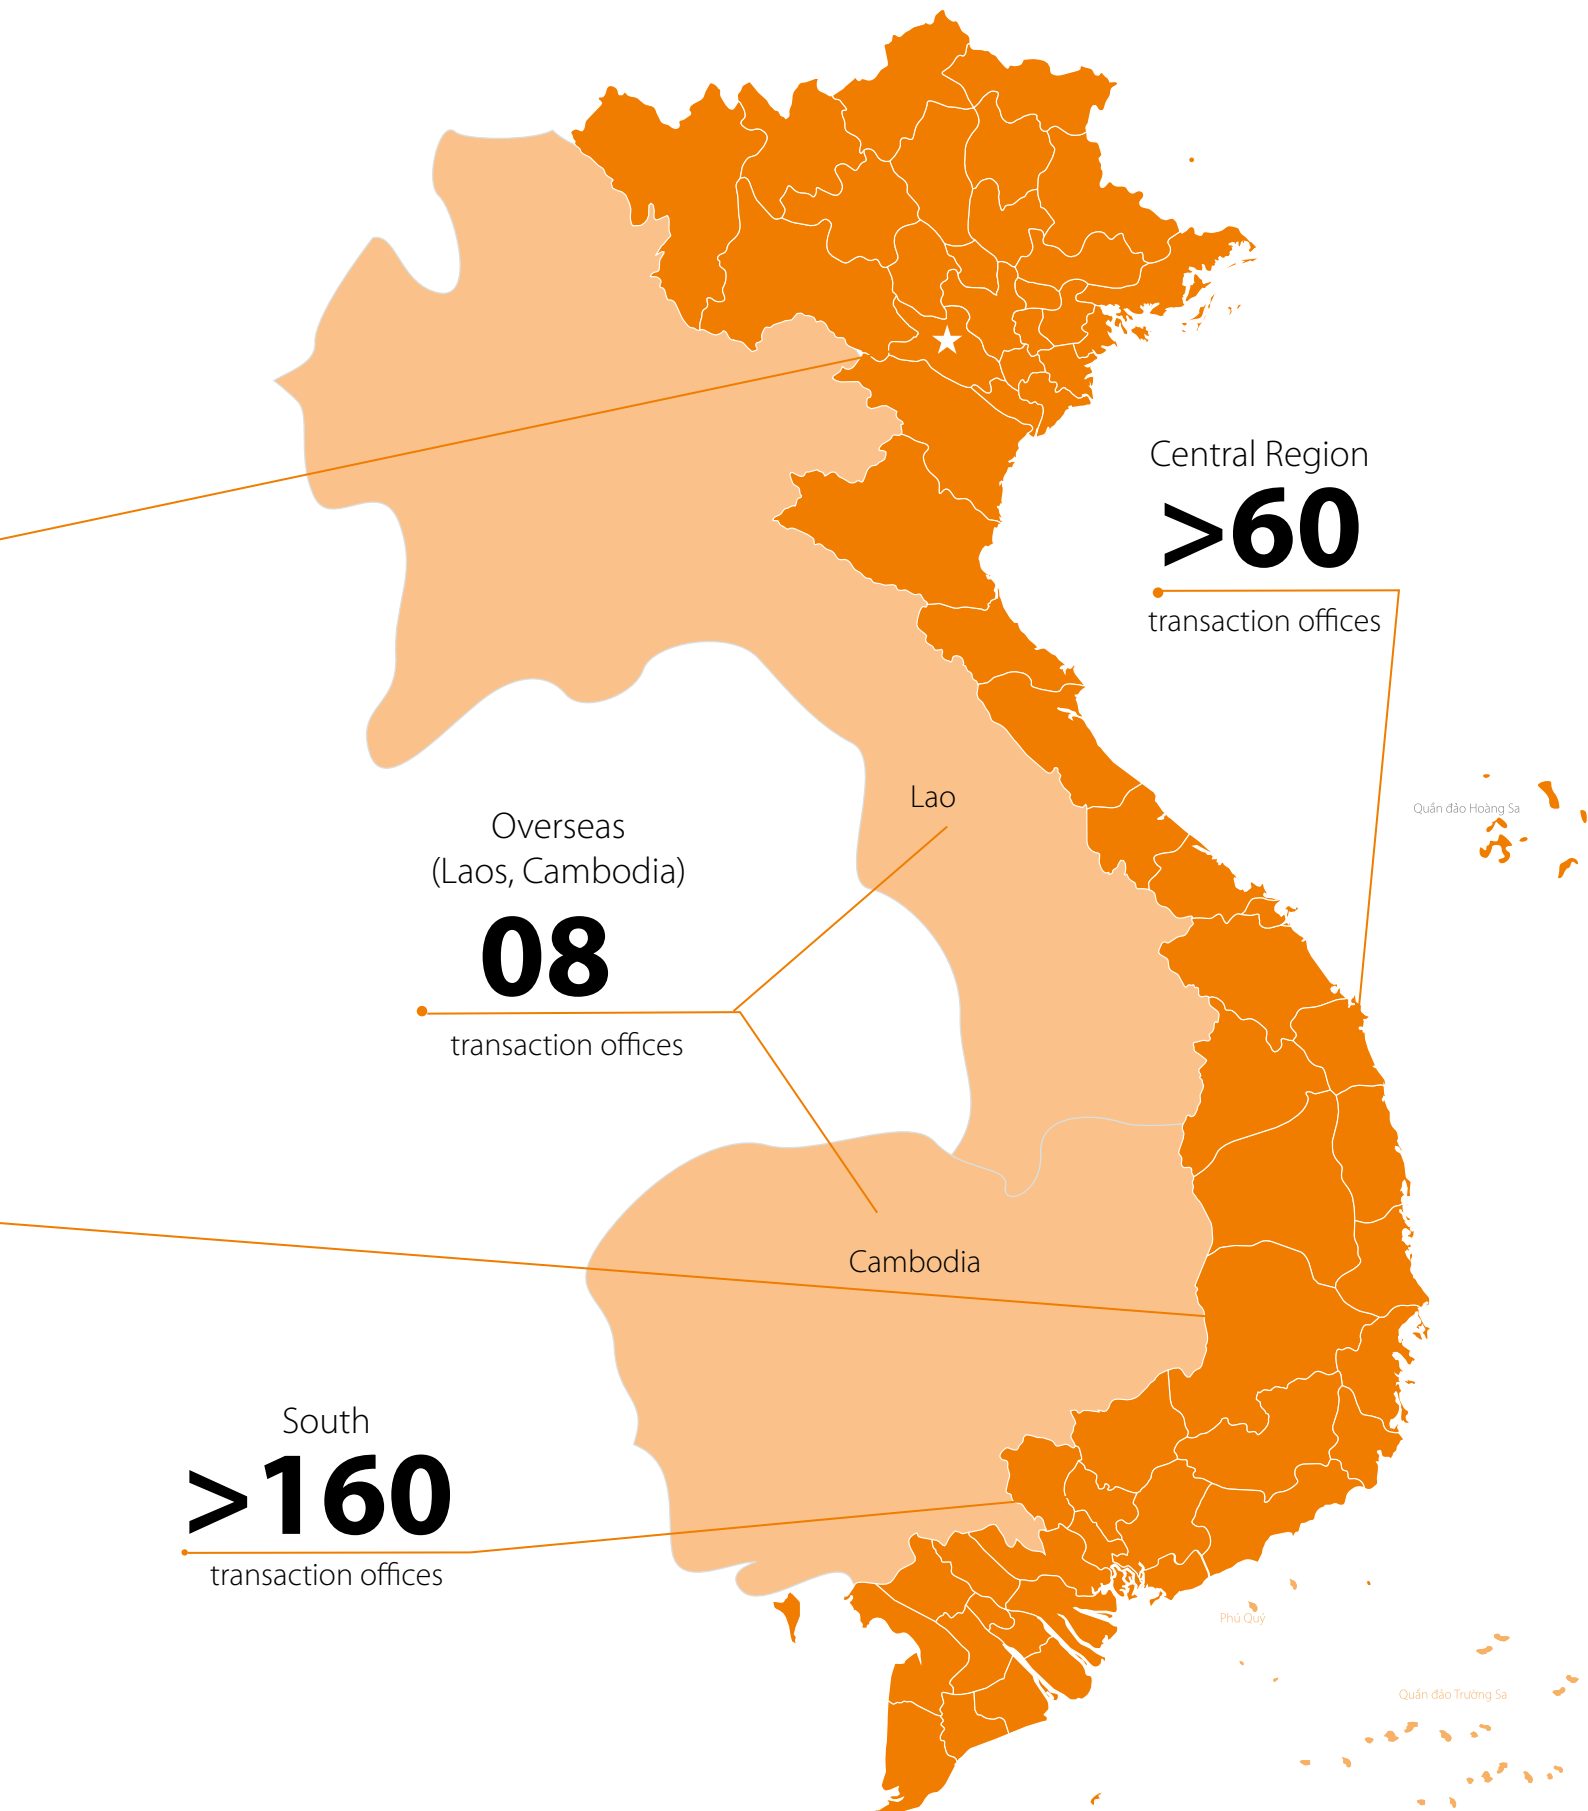 Central Region
>60
transaction offices
Lao
Quần đảo Hoàng Sa
Overseas
(Laos, Cambodia)
08
transaction offices
Cambodia
South
>160
transaction offices
Phú Quý
Quần đảo Trường Sa